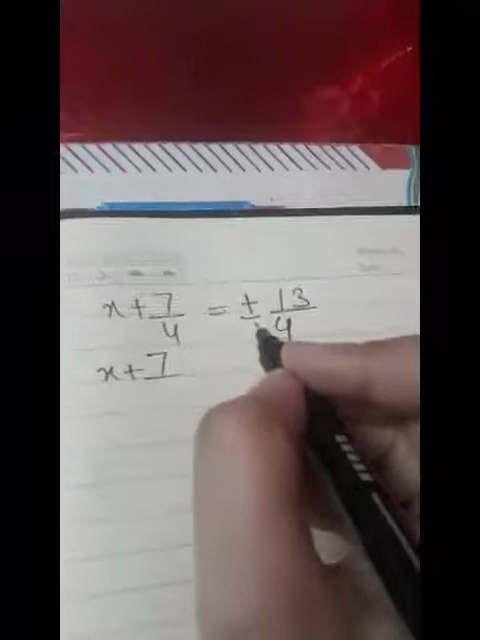 x + 7/4 = ± 13/4
x + 7